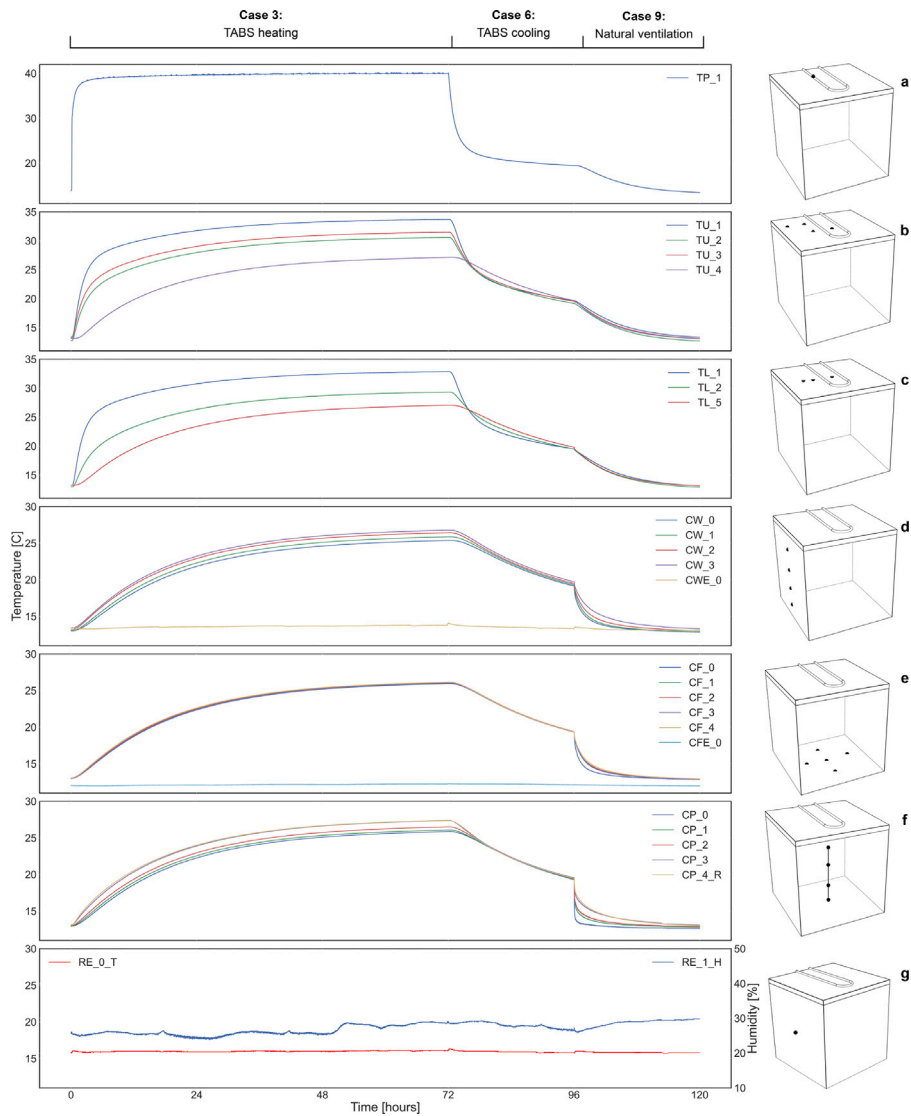 Case 3:
TABS heating
Case 6:
TABS cooling
Case 9:
Natural ventilation
40
30
20
TP_1
a
35
30
25
20
15
TU_1
TU_2
TU_3
TU_4
b
35
30
25
20
15
TL_1
TL_2
TL_5
c
Temperature [C]
30
25
20
15
CW_0
CW_1
CW_2
CW_3
CWE_0
d
30
25
20
15
CF_0
CF_1
CF_2
CF_3
CF_4
CFE_0
e
30
25
20
15
CP_0
CP_1
CP_2
CP_3
CP_4_R
f
30
25
20
15
RE_0_T
RE_1_H
50
40
30
20
10
Humidity [%]
g
0 24 48 72 96 120
Time [hours]